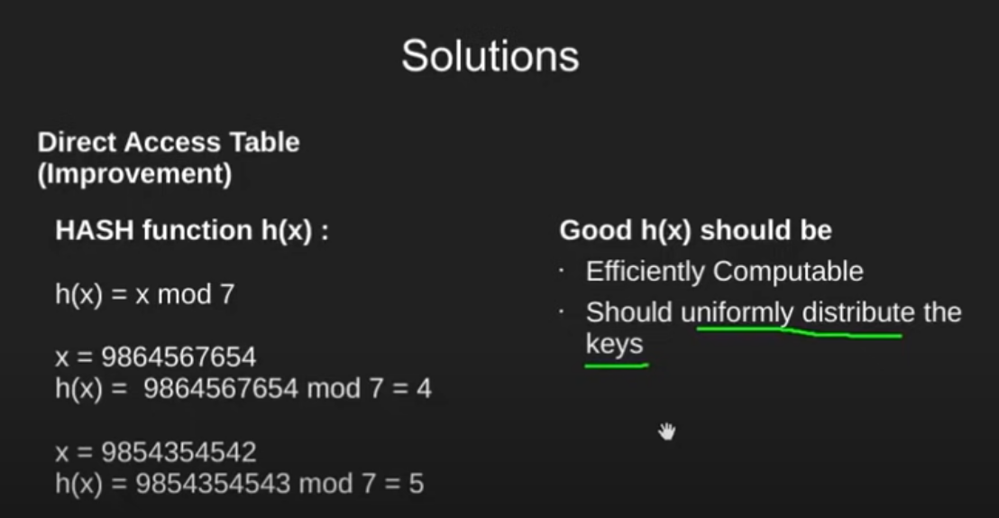 Solutions
Direct Access Table
(Improvement)
HASH function h(x) :
h(x) = x mod 7
x = 9864567654
h(x) =  9864567654 mod 7 = 4
x = 9854354542
h(x) = 9854354543 mod 7 = 5
Good h(x) should be
· Efficiently Computable
· Should uniformly distribute the
keys